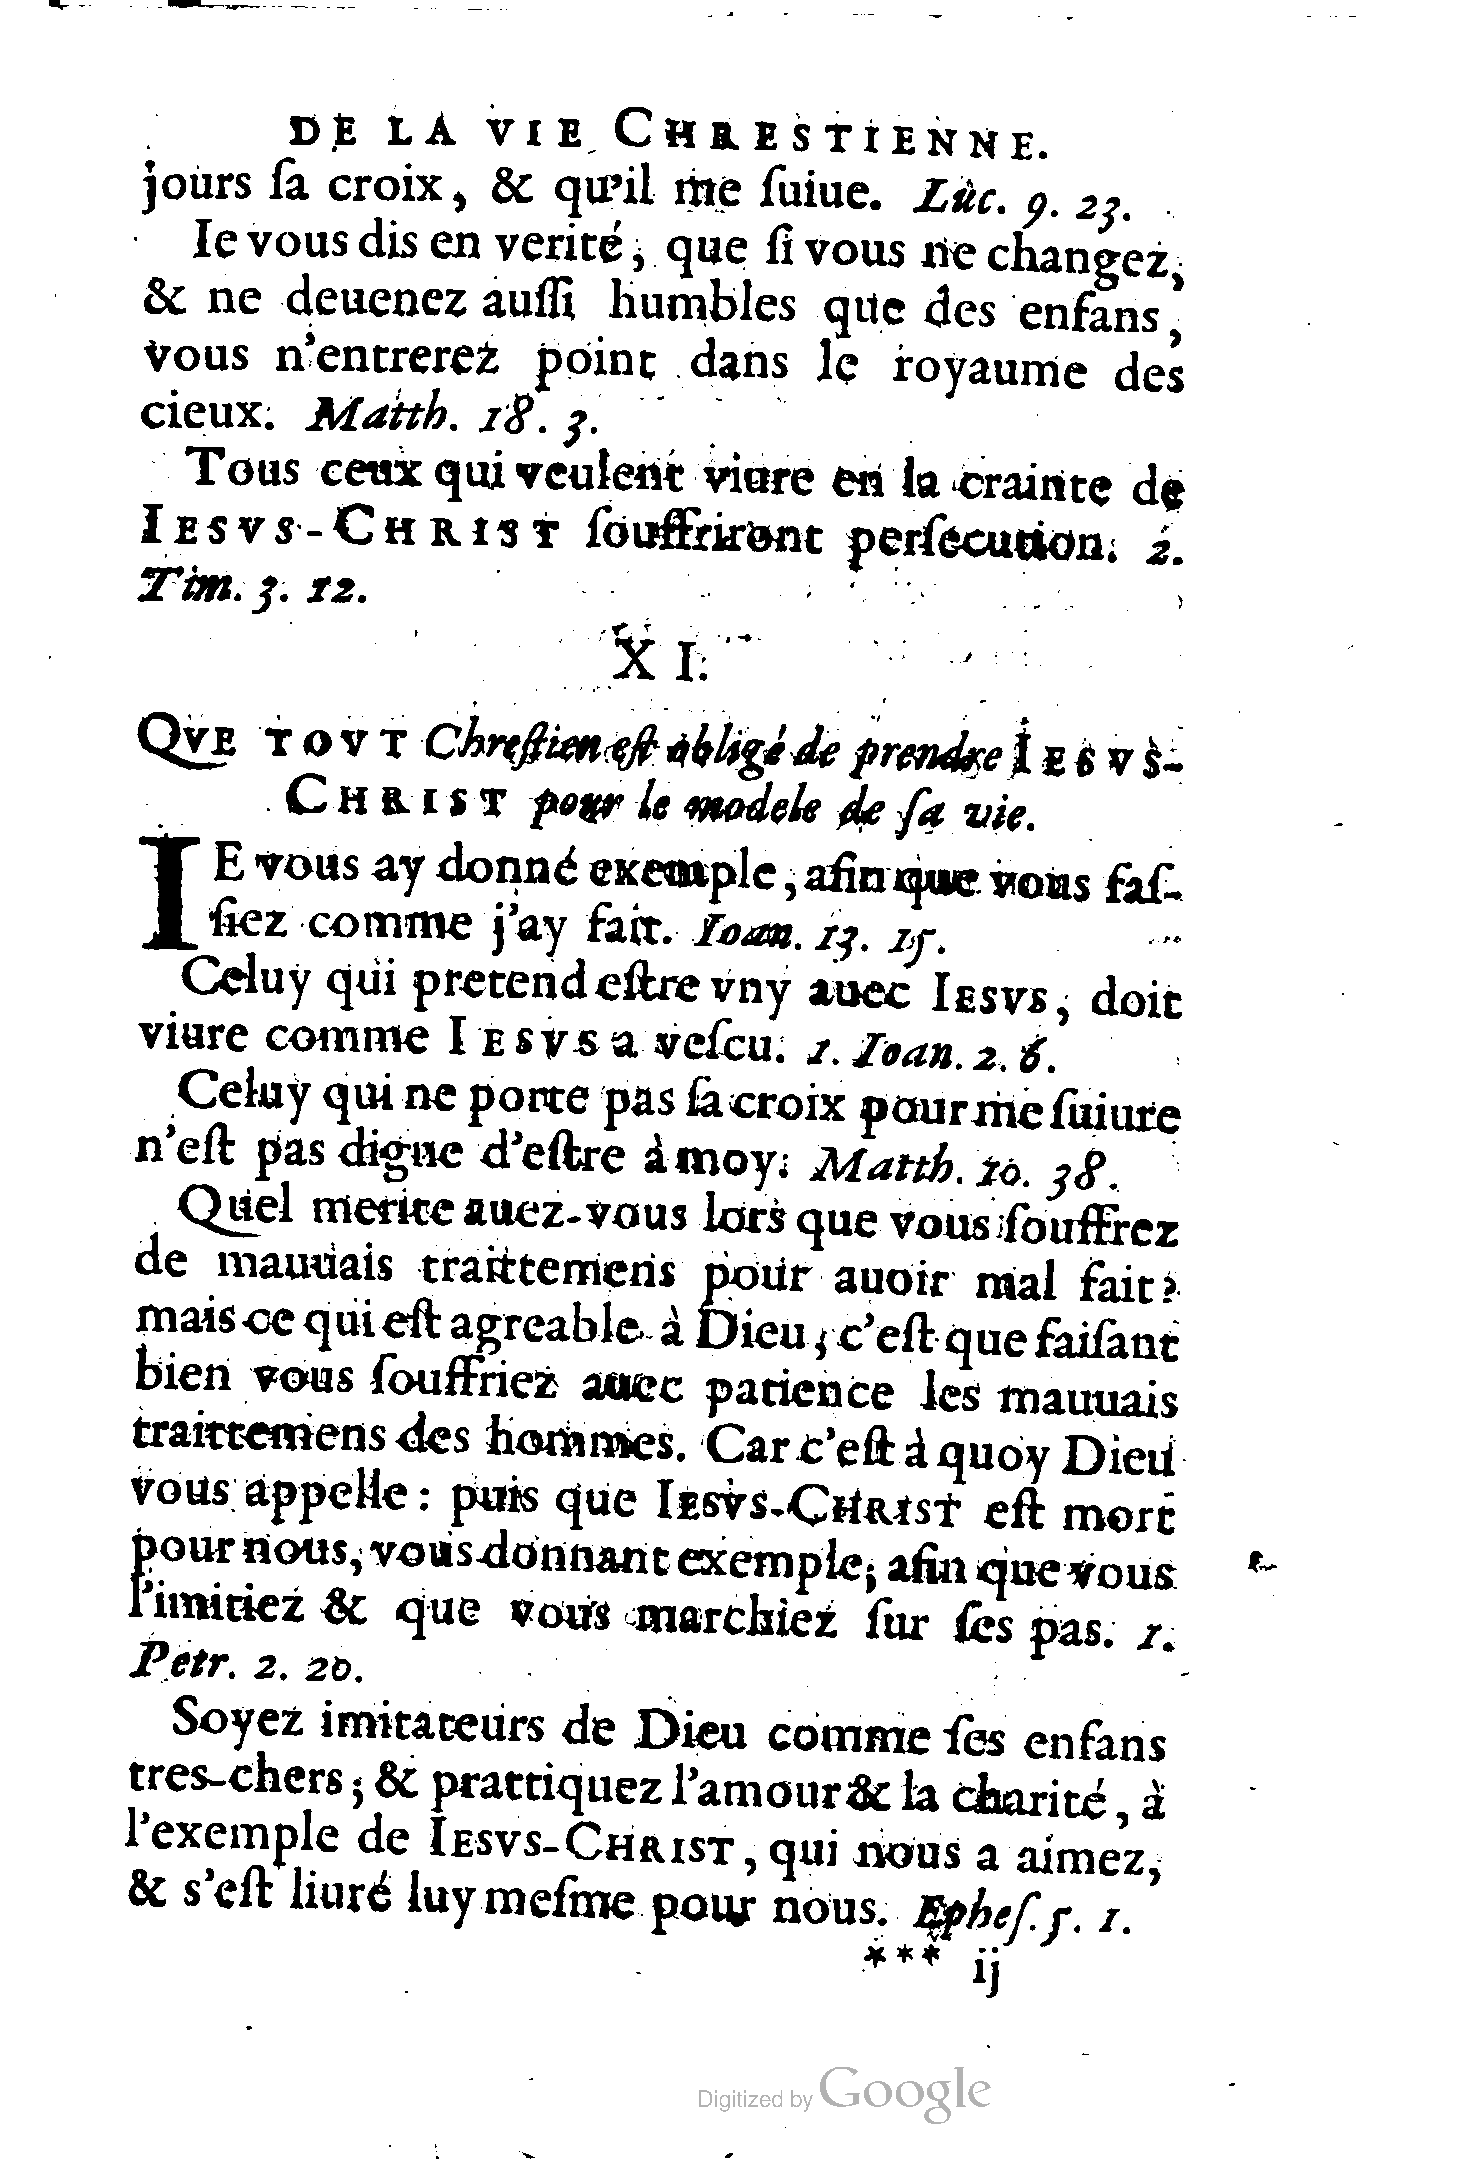 DE LA VIE CHRESTIENNE.
jours ſa croix, & qu'il me ſuiue. Luc. 9. 23.
Ie vous dis en verité, que ſi vous ne changez,
& ne deuenez auſſi humbles que des enfans,
vous n'entrerez point dans le royaume des
cieux. Matth. 18. 3.
Tous ceux qui veulent viure en la crainte de
IESVS-CHRIST ſouffriront perſecution. 2.
Tim. 3. 12.
XI.
QVE TOVT Chreſtien eſt obligé de prendre IESVS-
CHRIST pour le modele de ſa vie.
IE vous ay donné exemple, afin que vous faſ-
ſiez comme j'ay fait. Ioan. 13. 15.
Celuy qui pretend eſtre vny auec IESVS, doit
viure comme IESVS a veſcu. 1. Ioan. 2. 6.
Celuy qui ne porte pas ſa croix pour me ſuiure
n'eſt pas digne d'eſtre à moy. Matth. 10. 38.
Quel merite auez-vous lors que vous ſouffrez
de mauuais traittemens pour auoir mal fait?
mais ce qui eſt agreable à Dieu, c'eſt que faiſant
bien vous ſouffriez auec patience les mauuais
traittemens des hommes. Car c'eſt à quoy Dieu
vous appelle: puis que IESVS-CHRIST eſt mort
pour nous, vous donnant exemple; afin que vous
l'imitiez & que vous marchiez ſur ſes pas. 1.
Petr. 2. 20.
Soyez imitateurs de Dieu comme ſes enfans
tres-chers; & prattiquez l'amour & la charité, à
l'exemple de IESVS-CHRIST, qui nous a aimez,
& s'eſt liuré luy meſme pour nous. Epheſ. 5. 1.
*** ij
Digitized by Google